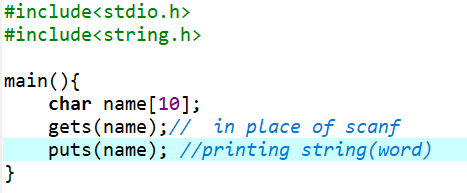 #include<stdio.h>
#include<string.h>
main(){
char name[10];
gets(name);//  in place of scanf
puts(name); //printing string(word)
}